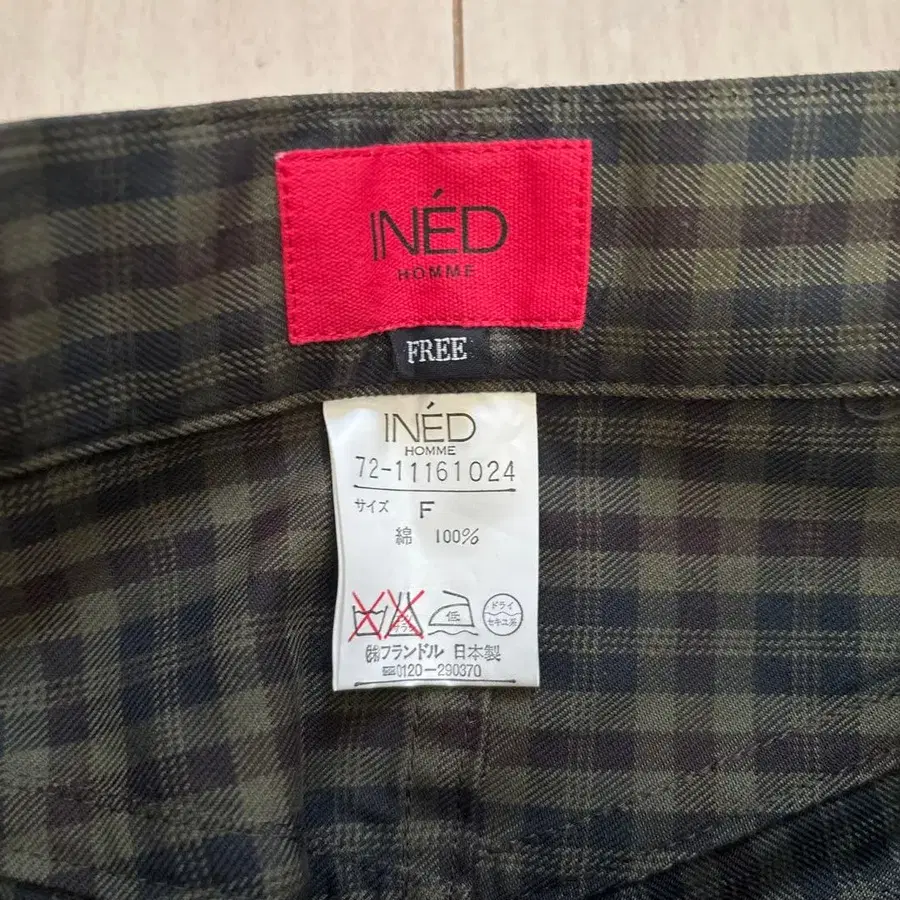 INÉD
HOMME
FREE
INÉD
HOMME
72-11161024
サイズ F
綿 100%
低
ドライ
セキユ系
㈱フランドル 日本製
0120-290370